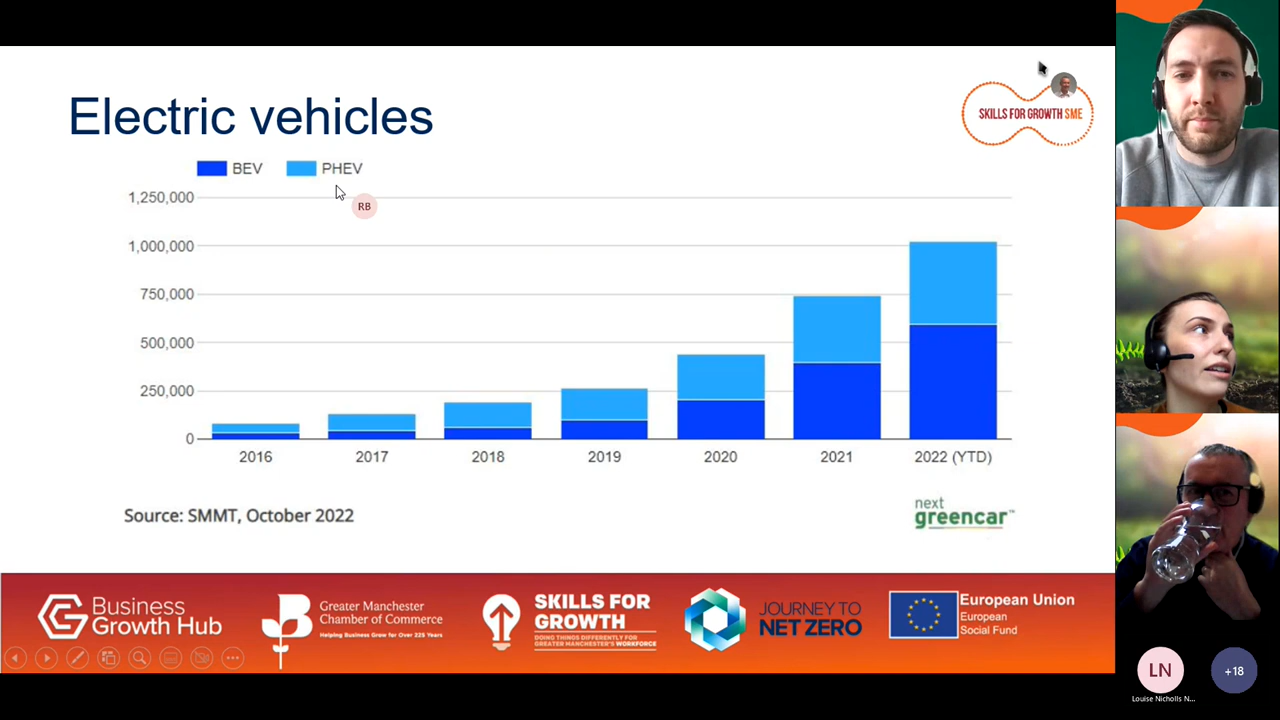 Electric vehicles
SKILLS FOR GROWTH SME
BEV
PHEV
RB
1,250,000
1,000,000
750,000
500,000
250,000
0
2016
2017
2018
2019
2020
2021
2022 (YTD)
Source: SMMT, October 2022
next
greencar™
Business
Growth Hub
Greater Manchester
Chamber of Commerce
Helping Business Grow for Over 225 Years
SKILLS FOR
GROWTH
DOING THINGS DIFFERENTLY FOR
GREATER MANCHESTER'S WORKFORCE
JOURNEY TO
NET ZERO
European Union
European
Social Fund
LN
+18
Louise Nicholls N...